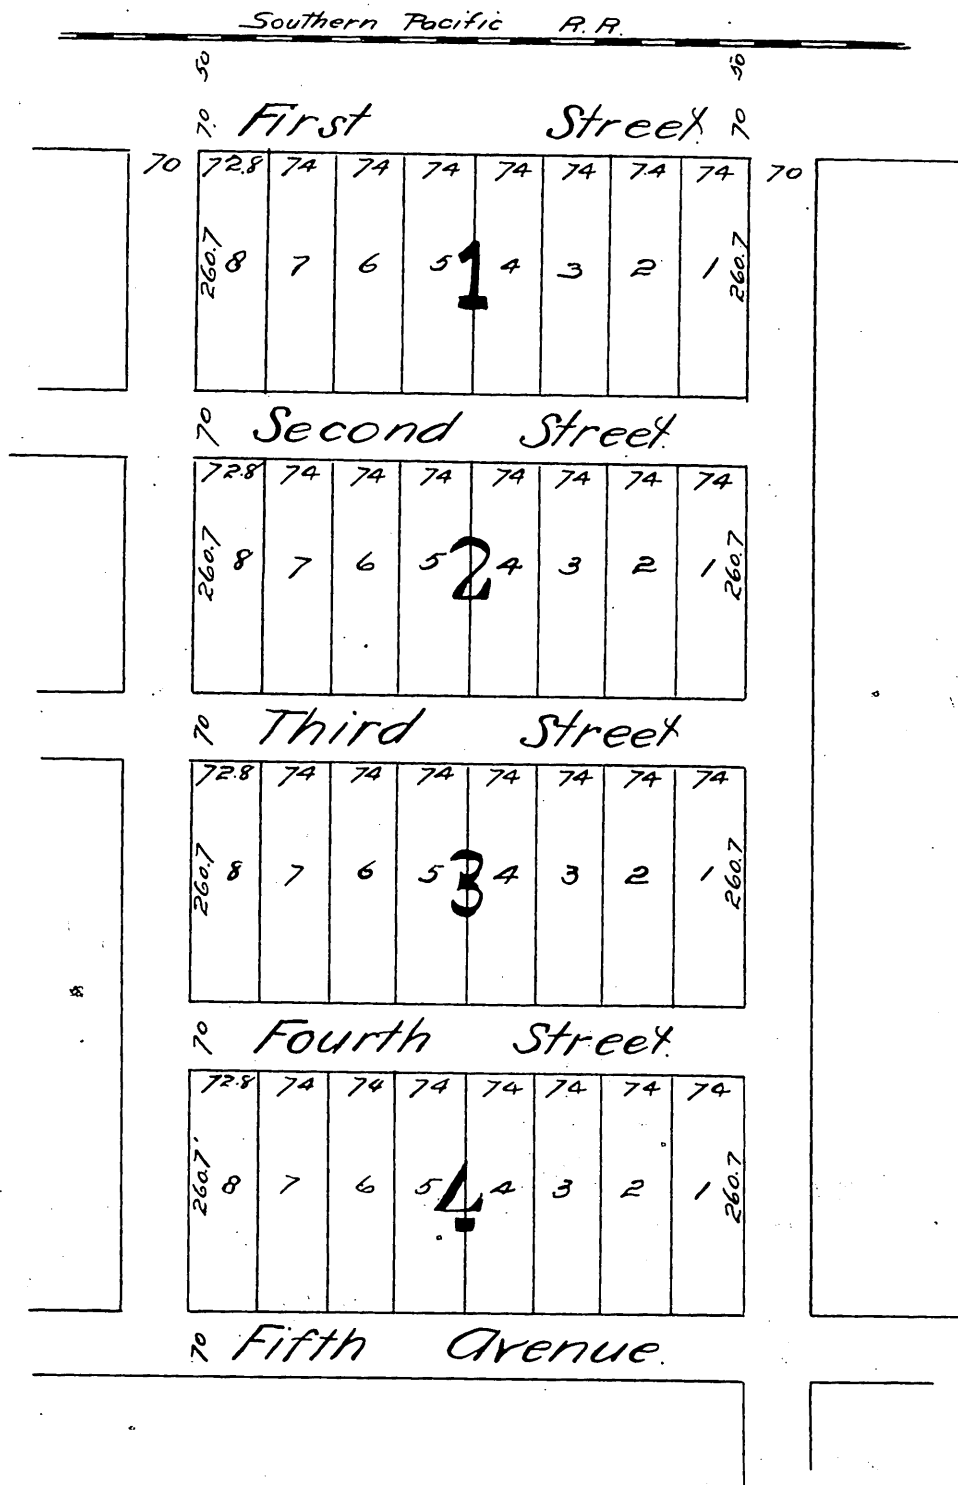 Southern Pacific R.R.
50 50
70 First Street 70
70 72.8 74 74 74 74 74 74 74 70
260.7 8 7 6 5 1 4 3 2 1 260.7
70 Second Street
72.8 74 74 74 74 74 74 74
260.7 8 7 6 5 2 4 3 2 1 260.7
70 Third Street
72.8 74 74 74 74 74 74 74
260.7 8 7 6 5 3 4 3 2 1 260.7
70 Fourth Street.
72.8 74 74 74 74 74 74 74
260.7' 8 7 6 5 4 4 3 2 1 260.7
70 Fifth Avenue.